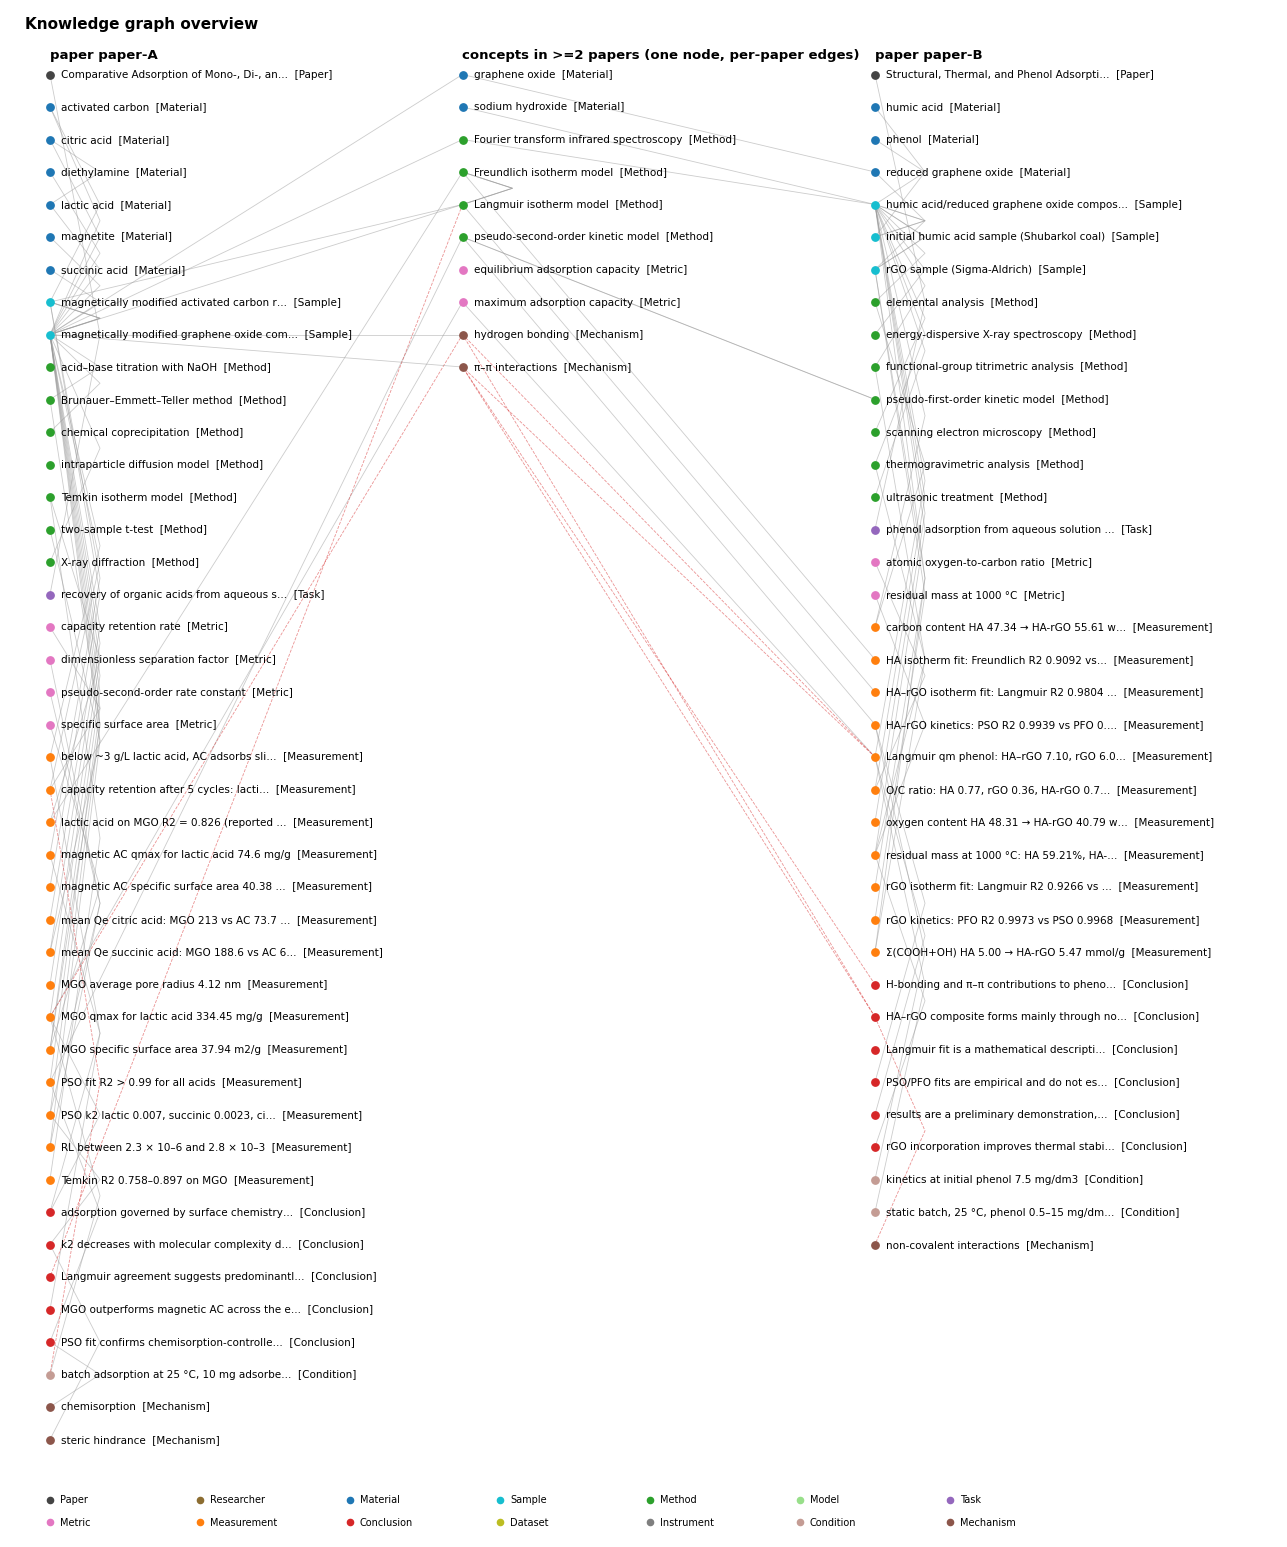 Knowledge graph overview
paper paper-A
Comparative Adsorption of Mono-, Di-, an...  [Paper]
activated carbon  [Material]
citric acid  [Material]
diethylamine  [Material]
lactic acid  [Material]
magnetite  [Material]
succinic acid  [Material]
magnetically modified activated carbon r...  [Sample]
magnetically modified graphene oxide com...  [Sample]
acid–base titration with NaOH  [Method]
Brunauer–Emmett–Teller method  [Method]
chemical coprecipitation  [Method]
intraparticle diffusion model  [Method]
Temkin isotherm model  [Method]
two-sample t-test  [Method]
X-ray diffraction  [Method]
recovery of organic acids from aqueous s...  [Task]
capacity retention rate  [Metric]
dimensionless separation factor  [Metric]
pseudo-second-order rate constant  [Metric]
specific surface area  [Metric]
below ~3 g/L lactic acid, AC adsorbs sli...  [Measurement]
capacity retention after 5 cycles: lacti...  [Measurement]
lactic acid on MGO R2 = 0.826 (reported ...  [Measurement]
magnetic AC qmax for lactic acid 74.6 mg/g  [Measurement]
magnetic AC specific surface area 40.38 ...  [Measurement]
mean Qe citric acid: MGO 213 vs AC 73.7 ...  [Measurement]
mean Qe succinic acid: MGO 188.6 vs AC 6...  [Measurement]
MGO average pore radius 4.12 nm  [Measurement]
MGO qmax for lactic acid 334.45 mg/g  [Measurement]
MGO specific surface area 37.94 m2/g  [Measurement]
PSO fit R2 > 0.99 for all acids  [Measurement]
PSO k2 lactic 0.007, succinic 0.0023, ci...  [Measurement]
RL between 2.3 × 10–6 and 2.8 × 10–3  [Measurement]
Temkin R2 0.758–0.897 on MGO  [Measurement]
adsorption governed by surface chemistry...  [Conclusion]
k2 decreases with molecular complexity d...  [Conclusion]
Langmuir agreement suggests predominantl...  [Conclusion]
MGO outperforms magnetic AC across the e...  [Conclusion]
PSO fit confirms chemisorption-controlle...  [Conclusion]
batch adsorption at 25 °C, 10 mg adsorbe...  [Condition]
chemisorption  [Mechanism]
steric hindrance  [Mechanism]
concepts in >=2 papers (one node, per-paper edges)
graphene oxide  [Material]
sodium hydroxide  [Material]
Fourier transform infrared spectroscopy  [Method]
Freundlich isotherm model  [Method]
Langmuir isotherm model  [Method]
pseudo-second-order kinetic model  [Method]
equilibrium adsorption capacity  [Metric]
maximum adsorption capacity  [Metric]
hydrogen bonding  [Mechanism]
π–π interactions  [Mechanism]
paper paper-B
Structural, Thermal, and Phenol Adsorpti...  [Paper]
humic acid  [Material]
phenol  [Material]
reduced graphene oxide  [Material]
humic acid/reduced graphene oxide compos...  [Sample]
initial humic acid sample (Shubarkol coal)  [Sample]
rGO sample (Sigma-Aldrich)  [Sample]
elemental analysis  [Method]
energy-dispersive X-ray spectroscopy  [Method]
functional-group titrimetric analysis  [Method]
pseudo-first-order kinetic model  [Method]
scanning electron microscopy  [Method]
thermogravimetric analysis  [Method]
ultrasonic treatment  [Method]
phenol adsorption from aqueous solution ...  [Task]
atomic oxygen-to-carbon ratio  [Metric]
residual mass at 1000 °C  [Metric]
carbon content HA 47.34 → HA-rGO 55.61 w...  [Measurement]
HA isotherm fit: Freundlich R2 0.9092 vs...  [Measurement]
HA–rGO isotherm fit: Langmuir R2 0.9804 ...  [Measurement]
HA–rGO kinetics: PSO R2 0.9939 vs PFO 0....  [Measurement]
Langmuir qm phenol: HA–rGO 7.10, rGO 6.0...  [Measurement]
O/C ratio: HA 0.77, rGO 0.36, HA-rGO 0.7...  [Measurement]
oxygen content HA 48.31 → HA-rGO 40.79 w...  [Measurement]
residual mass at 1000 °C: HA 59.21%, HA-...  [Measurement]
rGO isotherm fit: Langmuir R2 0.9266 vs ...  [Measurement]
rGO kinetics: PFO R2 0.9973 vs PSO 0.9968  [Measurement]
Σ(COOH+OH) HA 5.00 → HA-rGO 5.47 mmol/g  [Measurement]
H-bonding and π–π contributions to pheno...  [Conclusion]
HA–rGO composite forms mainly through no...  [Conclusion]
Langmuir fit is a mathematical descripti...  [Conclusion]
PSO/PFO fits are empirical and do not es...  [Conclusion]
results are a preliminary demonstration,...  [Conclusion]
rGO incorporation improves thermal stabi...  [Conclusion]
kinetics at initial phenol 7.5 mg/dm3  [Condition]
static batch, 25 °C, phenol 0.5–15 mg/dm...  [Condition]
non-covalent interactions  [Mechanism]
Paper  Researcher  Material  Sample  Method  Model  Task
Metric  Measurement  Conclusion  Dataset  Instrument  Condition  Mechanism